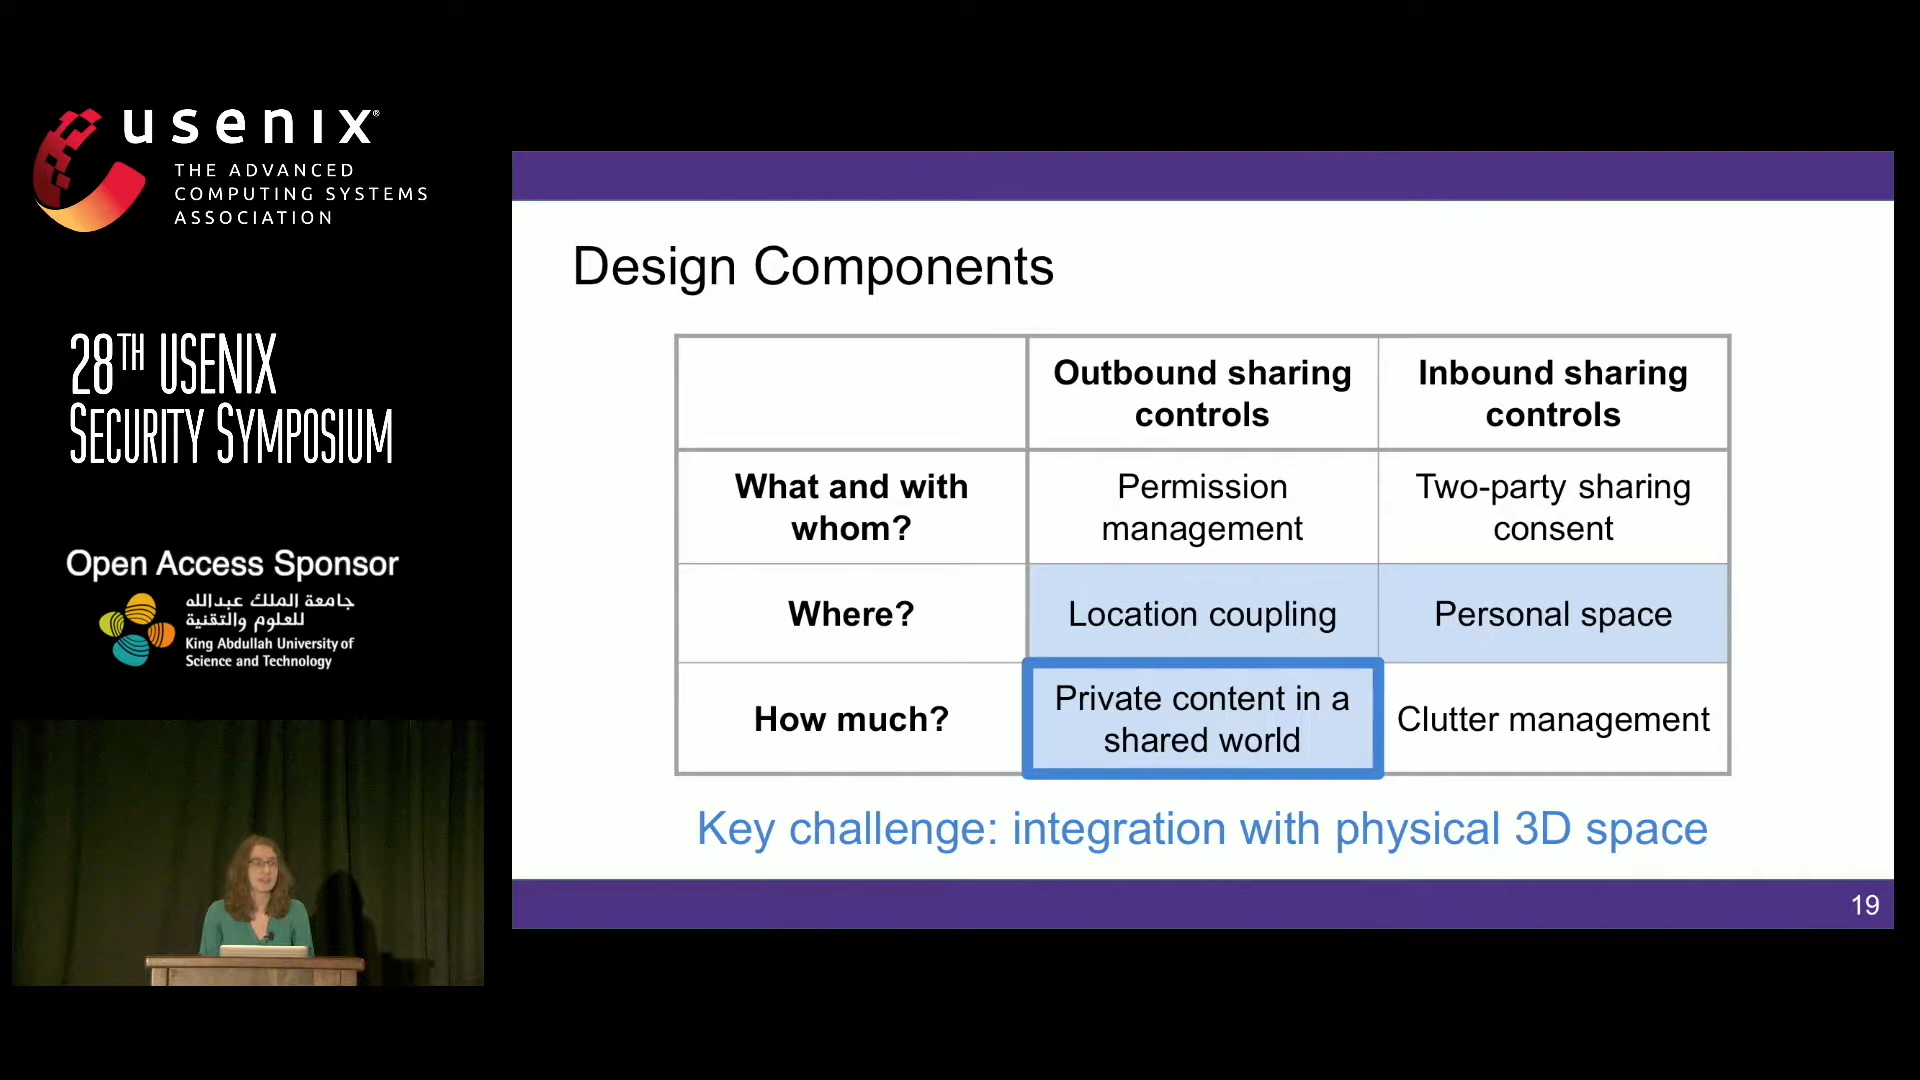 usenix®
THE ADVANCED
COMPUTING SYSTEMS
ASSOCIATION
28TH USENIX
SECURITY SYMPOSIUM
Open Access Sponsor
جامعة الملك عبدالله
للعلوم والتقنية
King Abdullah University of
Science and Technology
Design Components
Outbound sharing
controls
Inbound sharing
controls
What and with
whom?
Permission
management
Two-party sharing
consent
Where?
Location coupling
Personal space
How much?
Private content in a
shared world
Clutter management
Key challenge: integration with physical 3D space
19